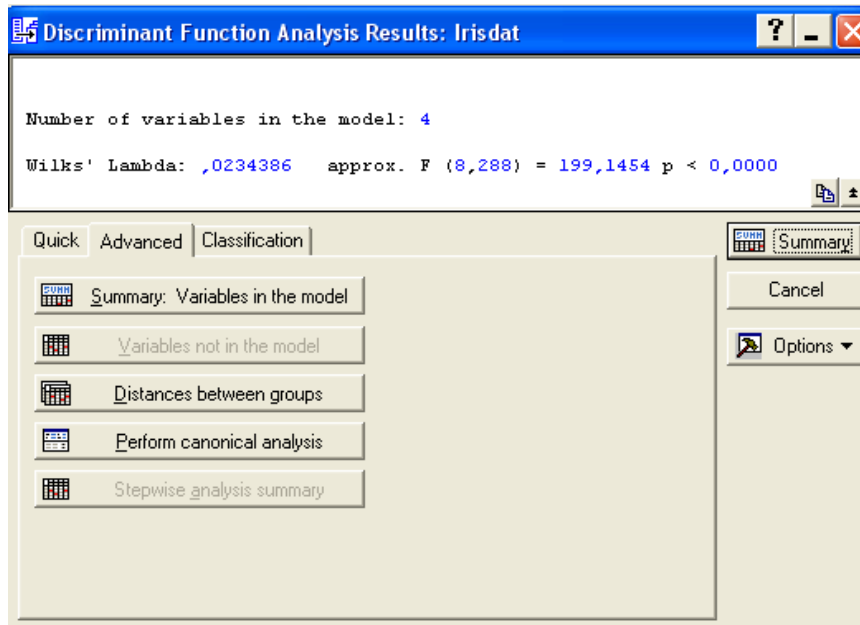 Discriminant Function Analysis Results: Irisdat
Number of variables in the model: 4
Wilks' Lambda: ,0234386 approx. F (8,288) = 199,1454 p < 0,0000
Quick Advanced Classification
Summary: Variables in the model
Variables not in the model
Distances between groups
Perform canonical analysis
Stepwise analysis summary
Summary
Cancel
Options